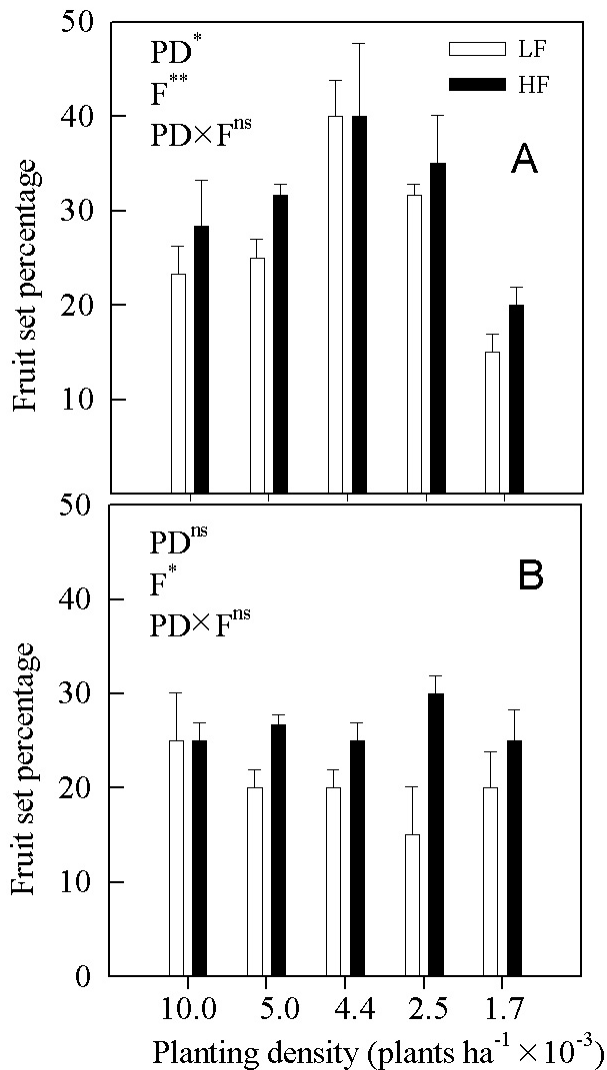 50
40
30
20
10
Fruit set percentage
PD*
F**
PD×Fns
LF
HF
A
50
40
30
20
10
0
Fruit set percentage
PDns
F*
PD×Fns
B
10.0 5.0 4.4 2.5 1.7
Planting density (plants ha-1 × 10-3)